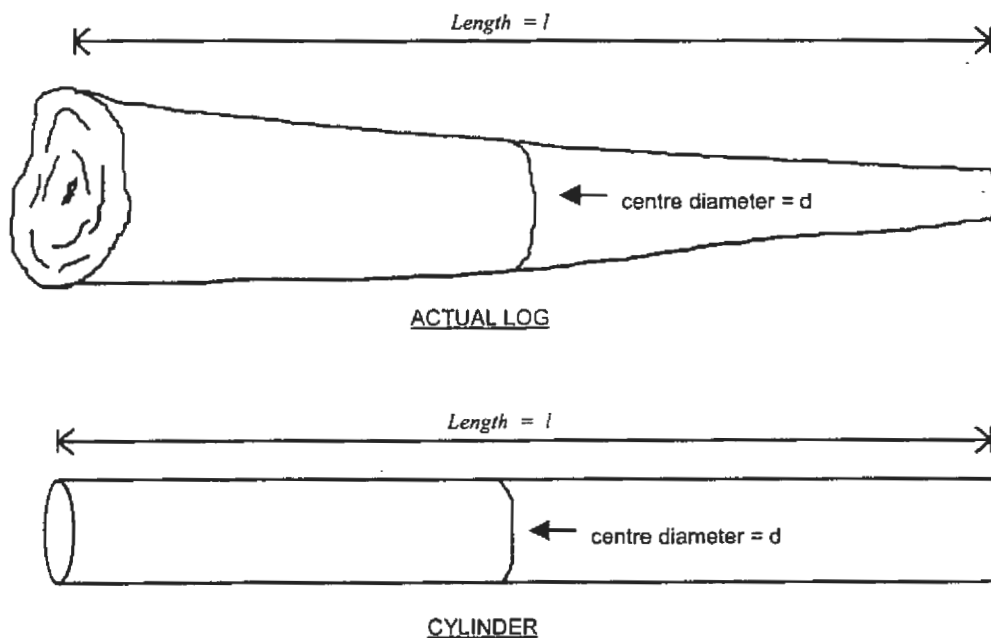 Length = l
centre diameter = d
ACTUAL LOG
Length = l
centre diameter = d
CYLINDER